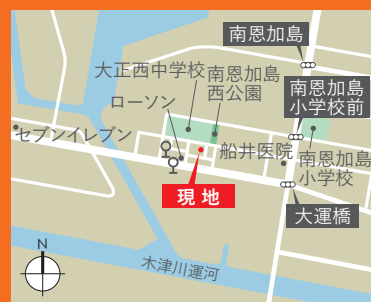 南恩加島
大正西中学校
南恩加島
西公園
ローソン
南恩加島
小学校前
セブンイレブン
船井医院
南恩加島
小学校
現地
大運橋
木津川運河
N